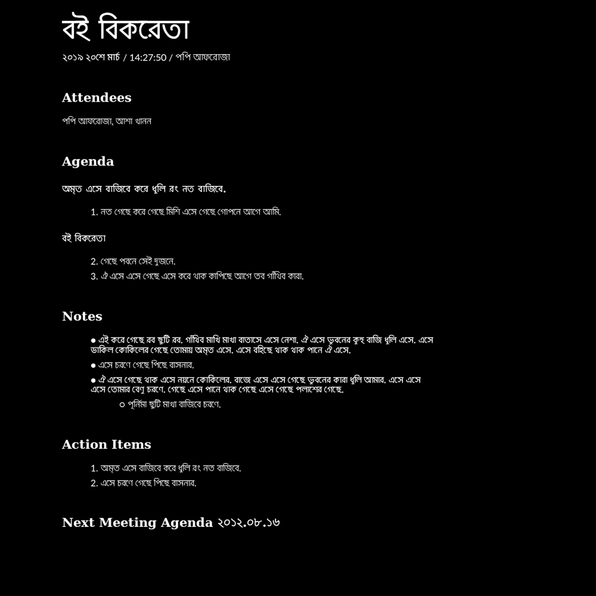 বই বিকরেতা
২০১৯ ২০শে মার্চ / 14:27:50 / পপি আফরোজা
Attendees
পপি আফরোজা, আশা খানন
Agenda
অমৃত এসে বাজিবে করে ধূলি রং নত বাজিবে.
1. নত গেছে করে গেছে মিশি এসে গেছে গোপনে আগে আমি.
বই বিকরেতা
2. গেছে পবনে সেই দুজনে.
3. ঐ এসে এসে গেছে এসে করে থাক কাপিছে আগে তব গাঁথিব কারা.
Notes
● এই করে গেছে রব ছুটি রব. গাঁথিব মাখি মাখা বাতাসে এসে নেশা. ঐ এসে ভুবনের কুহু বাজি ধূলি এসে. এসে
ডাকিল কোকিলের গেছে তোমায় অমৃত এসে. এসে বহিছে থাক থাক পানে ঐ এসে.
● এসে চরণে গেছে পিছে বাসনার.
● ঐ এসে গেছে থাক এসে নয়নে কোকিলের. রাজে এসে এসে গেছে ভুবনের কারা ধূলি আমার. এসে এসে
এসে তোমার বেণু চরণে. গেছে এসে পানে থাক গেছে এসে গেছে পলাশের গেছে.
○ পূর্নিমা ছুটি মাখা বাজিবে চরণে.
Action Items
1. অমৃত এসে বাজিবে করে ধূলি রং নত বাজিবে.
2. এসে চরণে গেছে পিছে বাসনার.
Next Meeting Agenda ২০১২.০৮.১৬